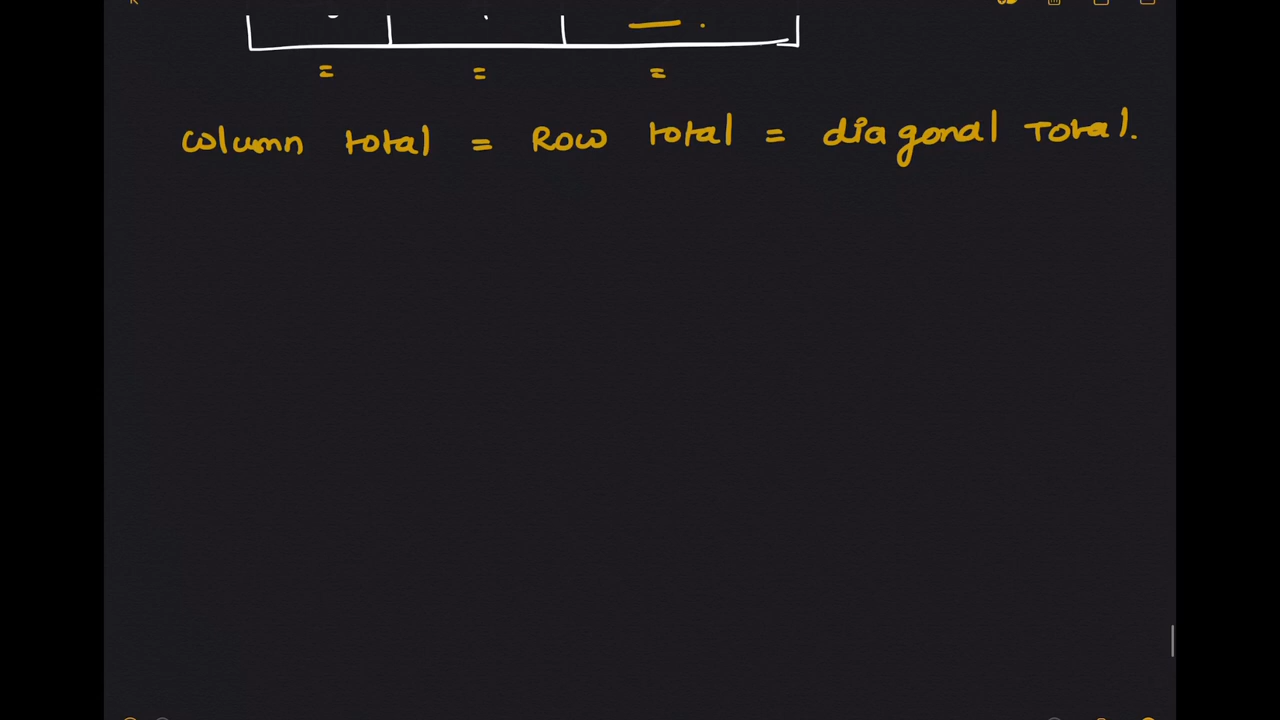 = = =
column total = Row total = diagonal Total.